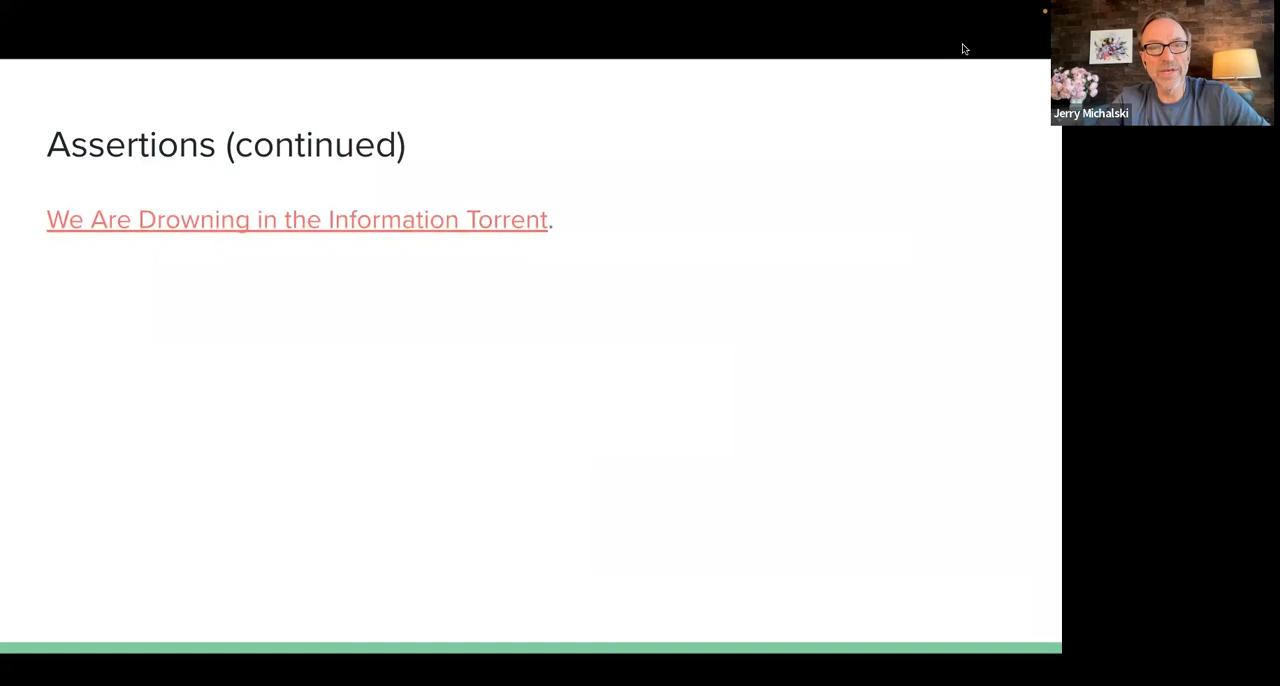 Assertions (continued)
We Are Drowning in the Information Torrent.
Jerry Michalski